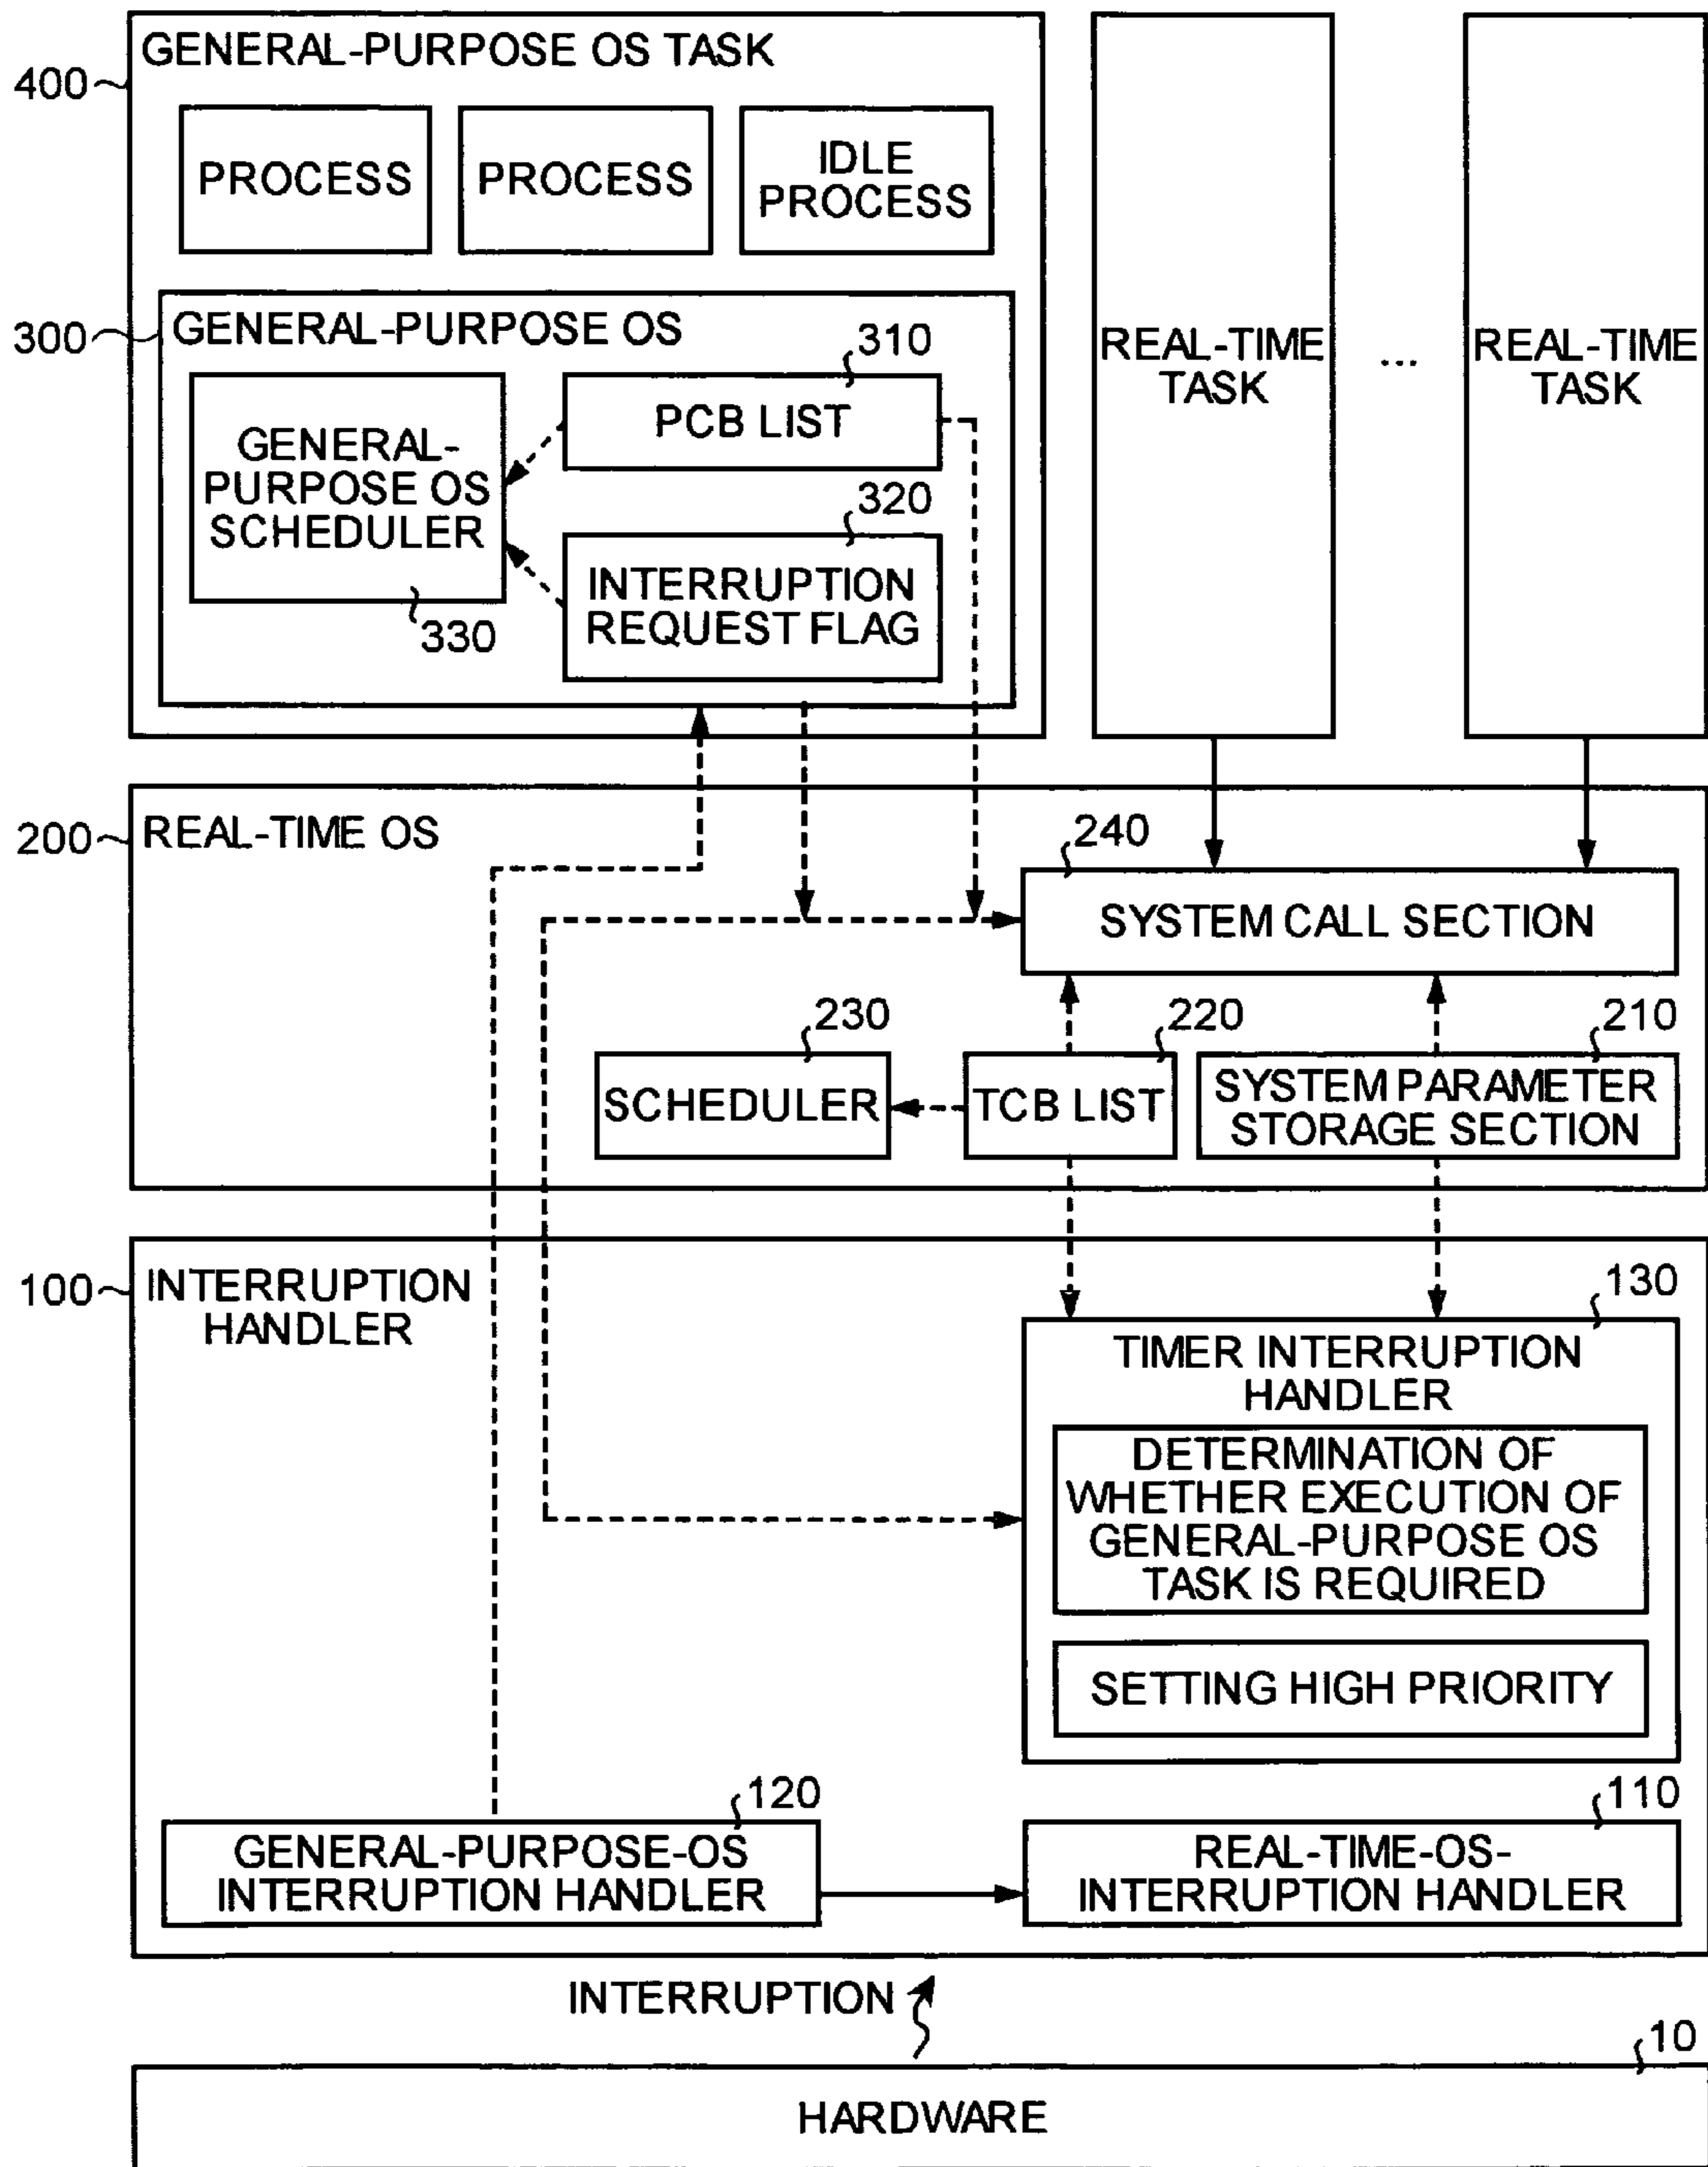 GENERAL-PURPOSE OS TASK
400
PROCESS
PROCESS
IDLE
PROCESS
300
GENERAL-PURPOSE OS
310
PCB LIST
GENERAL-
PURPOSE OS
SCHEDULER
330
320
INTERRUPTION
REQUEST FLAG
REAL-TIME
TASK
...
REAL-TIME
TASK
200
REAL-TIME OS
240
SYSTEM CALL SECTION
230
SCHEDULER
220
TCB LIST
210
SYSTEM PARAMETER
STORAGE SECTION
100
INTERRUPTION
HANDLER
130
TIMER INTERRUPTION
HANDLER
DETERMINATION OF
WHETHER EXECUTION OF
GENERAL-PURPOSE OS
TASK IS REQUIRED
SETTING HIGH PRIORITY
120
GENERAL-PURPOSE-OS
INTERRUPTION HANDLER
110
REAL-TIME-OS-
INTERRUPTION HANDLER
INTERRUPTION
10
HARDWARE